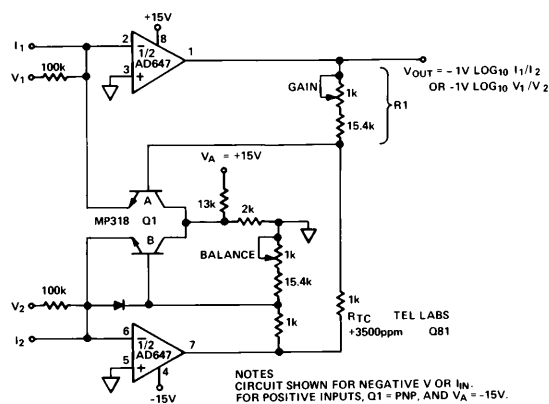 +15V
I1
2
8
1/2
AD647
1
100k
V1
3
VOUT = -1V LOG10 I1/I2
OR -1V LOG10 V1/V2
GAIN
1k
R1
15.4k
VA = +15V
A
13k
MP318 Q1
2k
B
BALANCE
1k
15.4k
100k
V2
1k
1k
RTC
+3500ppm
TEL LABS
Q81
I2
6
1/2
AD647
7
5
4
-15V
NOTES
CIRCUIT SHOWN FOR NEGATIVE V OR IIN.
FOR POSITIVE INPUTS, Q1 = PNP, AND VA = -15V.